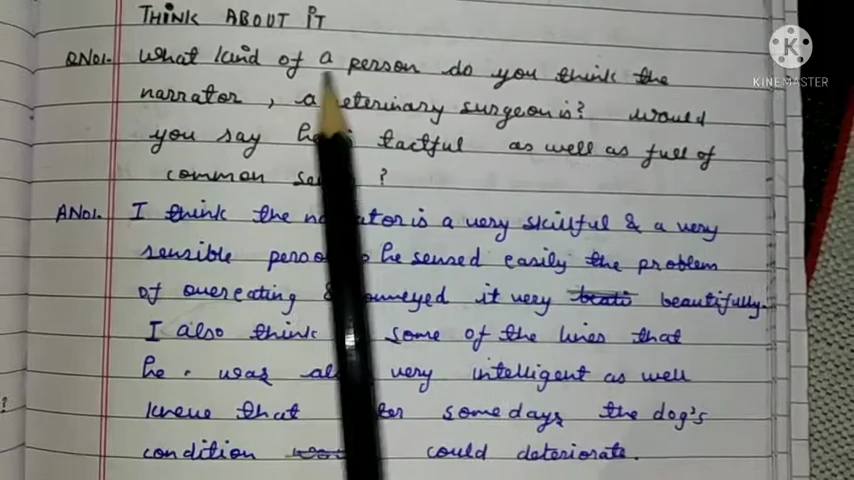 THINK ABOUT IT
QNO1. What kind of a person do you think the
narrator, a veterinary surgeon is? Would
you say he is tactful as well as full of
common ?
ANO1. I think the narrator is a very skillful & a very
sensible he sensed easily the problem
of overeating & conveyed it very beautifully.
I also think some of the lines that
he was also very intelligent as well
knew that somedays the dog's
condition could deteriorate.
?
K
KINEMASTER